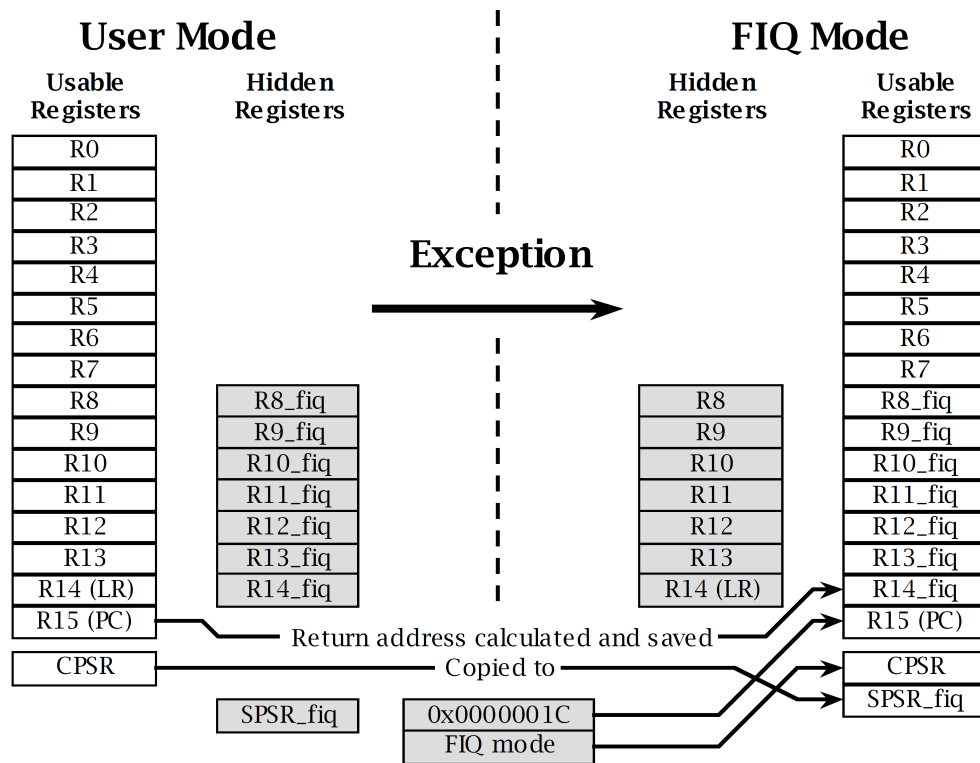 User Mode
FIQ Mode
Usable
Registers
Hidden
Registers
Hidden
Registers
Usable
Registers
R0
R1
R2
R3
R4
R5
R6
R7
R8
R9
R10
R11
R12
R13
R14 (LR)
R15 (PC)
CPSR
R8_fiq
R9_fiq
R10_fiq
R11_fiq
R12_fiq
R13_fiq
R14_fiq
SPSR_fiq
Exception
Return address calculated and saved
Copied to
0x0000001C
FIQ mode
R8
R9
R10
R11
R12
R13
R14 (LR)
R0
R1
R2
R3
R4
R5
R6
R7
R8_fiq
R9_fiq
R10_fiq
R11_fiq
R12_fiq
R13_fiq
R14_fiq
R15 (PC)
CPSR
SPSR_fiq